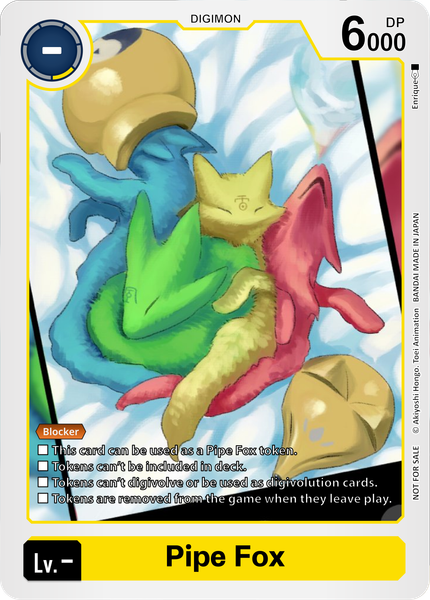 DIGIMON
DP
6000
-
Enrique
Blocker
□ This card can be used as a Pipe Fox token.
□ Tokens can't be included in deck.
□ Tokens can't digivolve or be used as digivolution cards.
□ Tokens are removed from the game when they leave play.
NOT FOR SALE © Akiyoshi Hongo, Toei Animation BANDAI MADE IN JAPAN
Lv.-
Pipe Fox